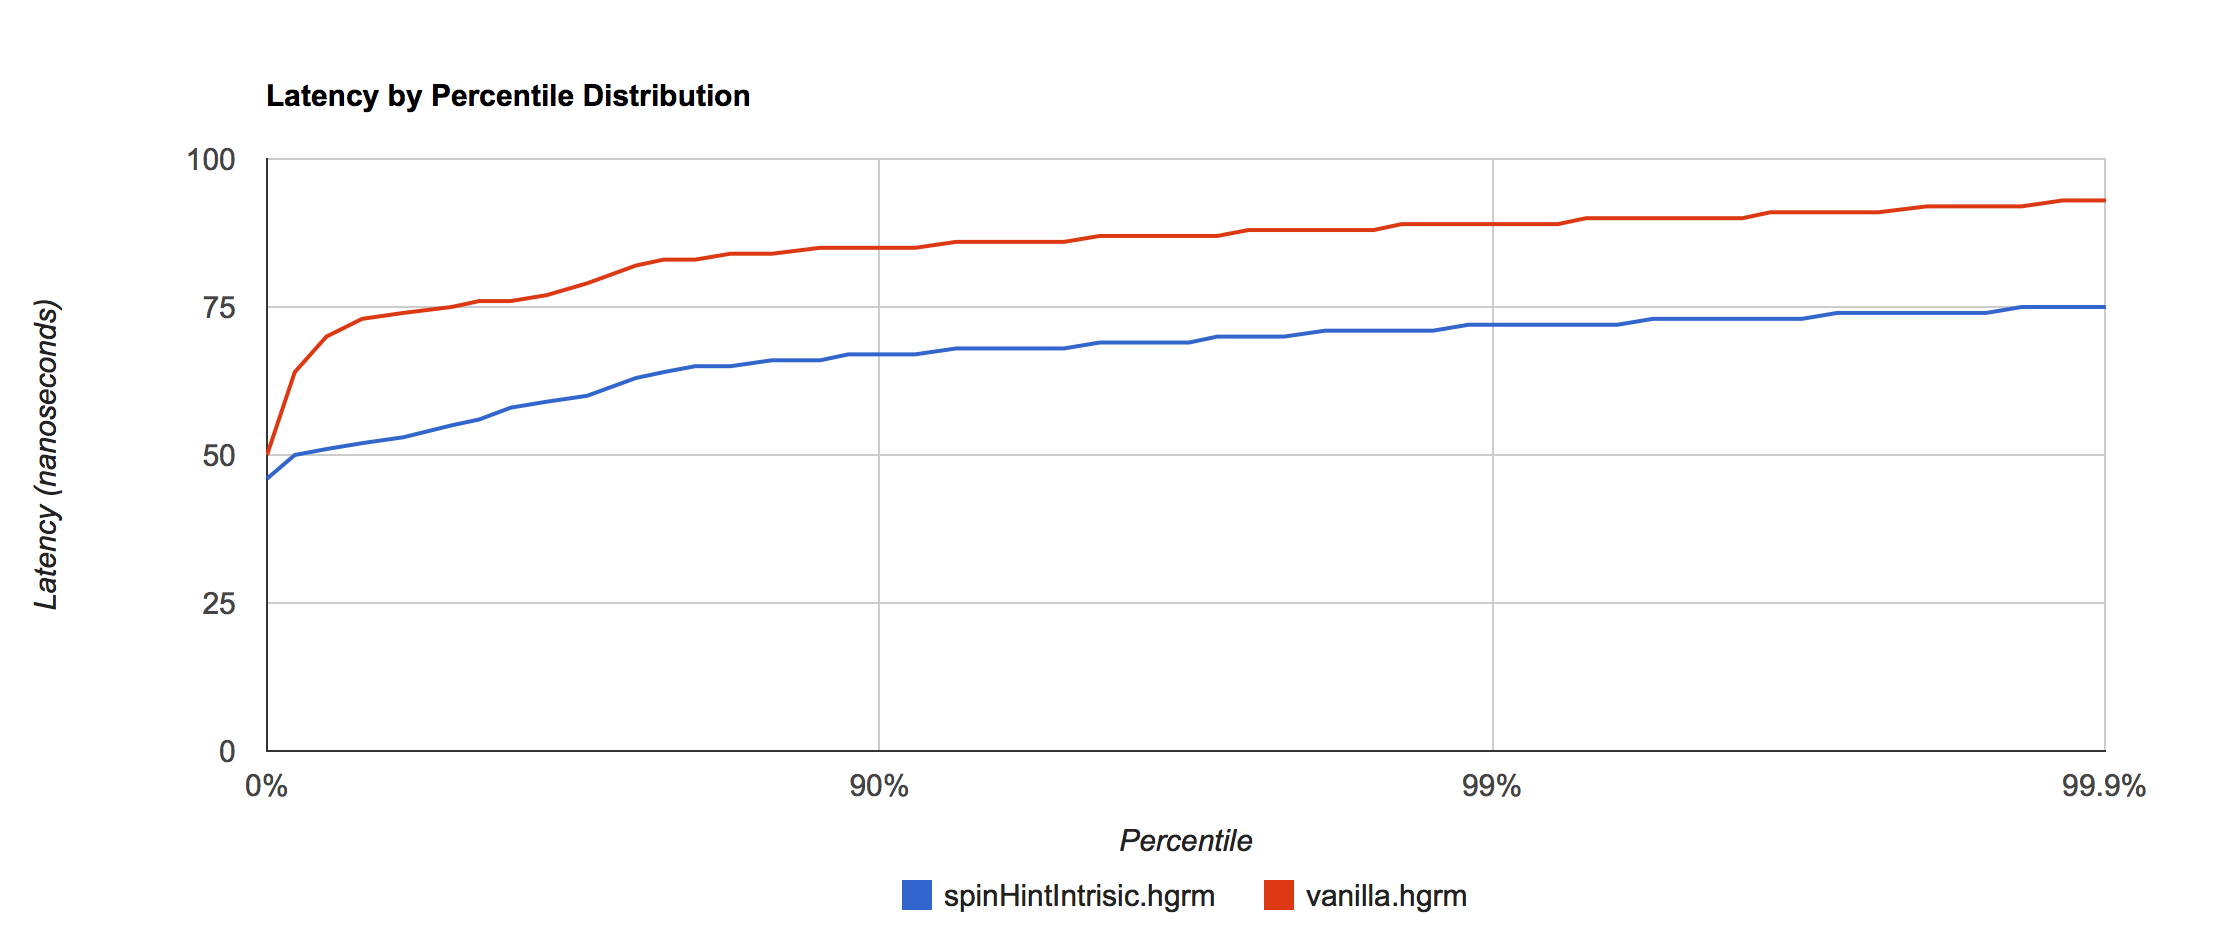 Latency by Percentile Distribution
100
75
50
25
0
Latency (nanoseconds)
0% 90% 99% 99.9%
Percentile
spinHintIntrisic.hgrm vanilla.hgrm